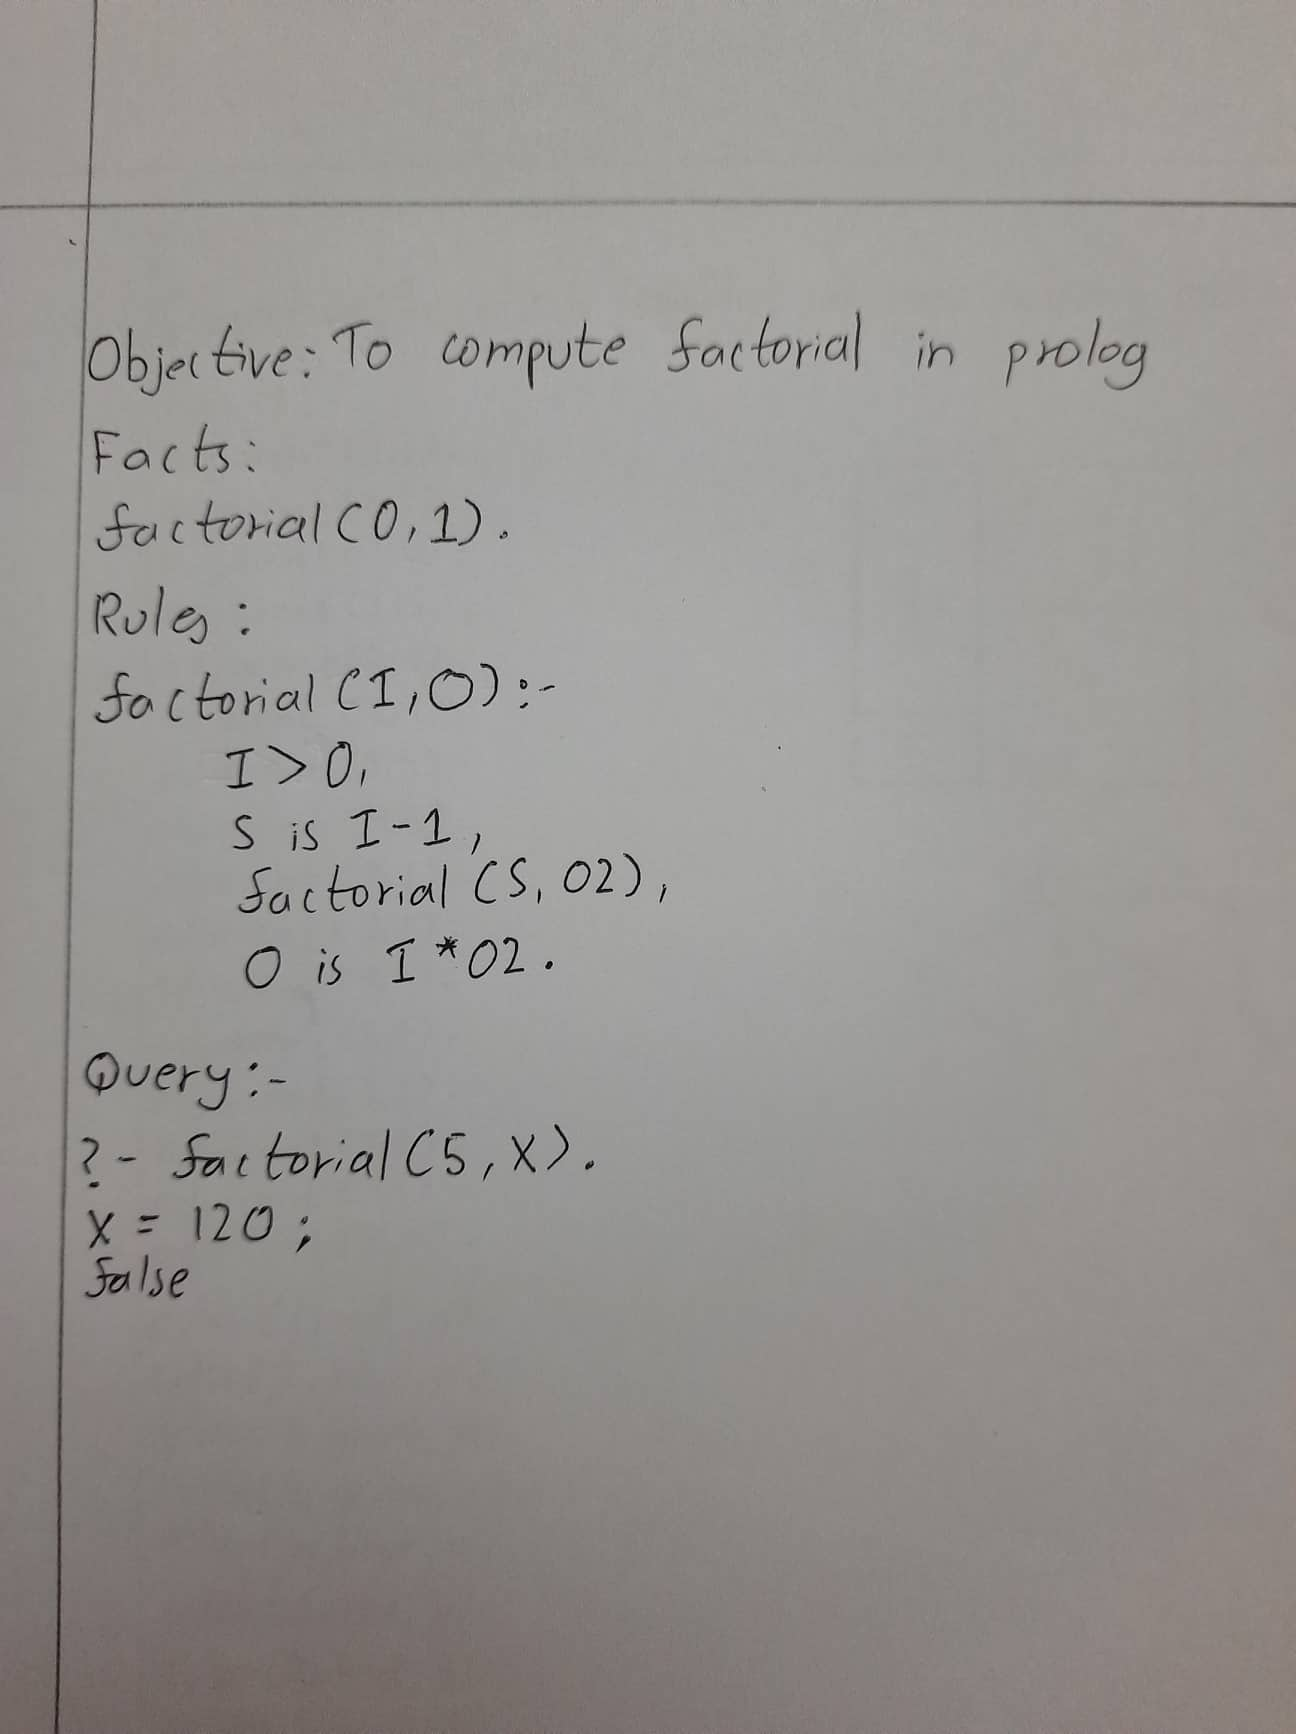 Objective: To compute factorial in prolog
Facts:
factorial(0,1).
Rules:
factorial(I,O):-
I>0,
S is I-1,
factorial(S,O2),
O is I*O2.
Query:-
?- factorial(5,X).
X = 120;
false